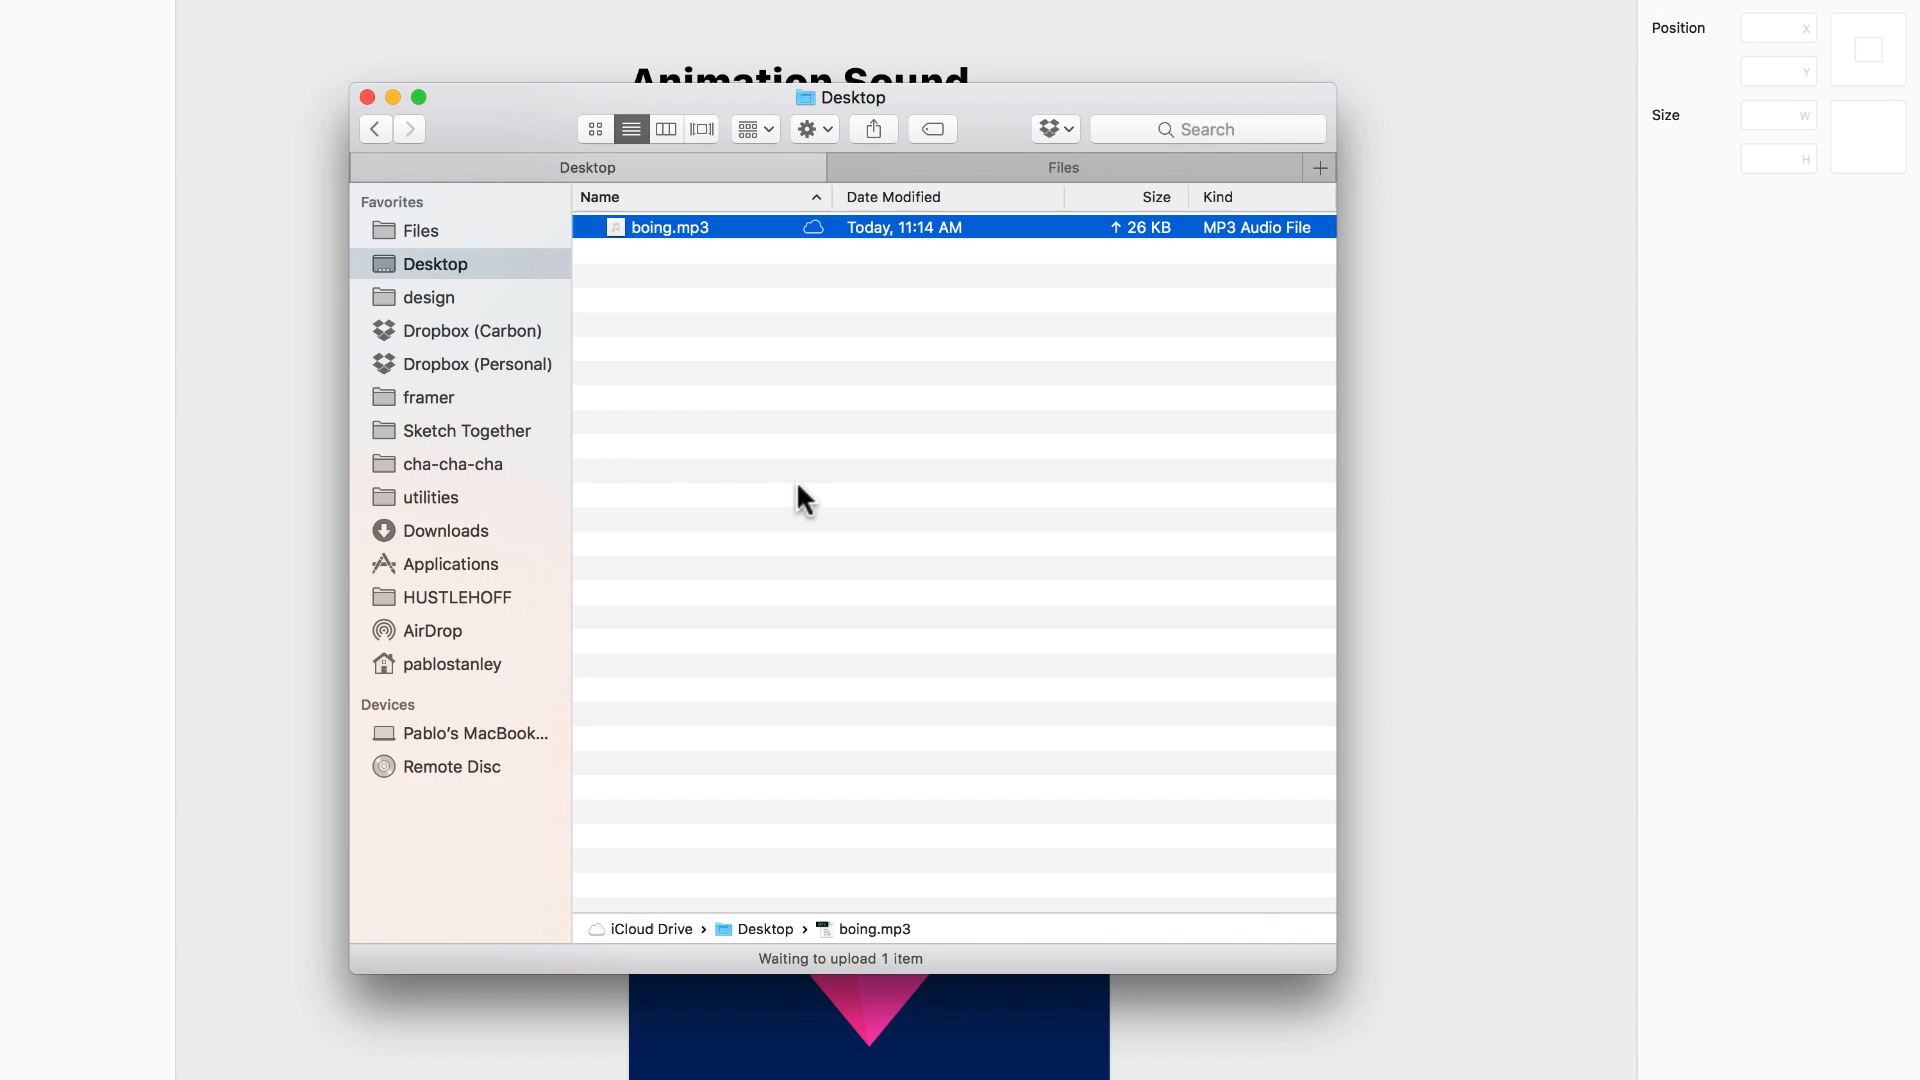 Animation Sound
Position
X
Y
Size
W
H
Desktop
Search
Desktop
Files
Favorites
Files
Desktop
design
Dropbox (Carbon)
Dropbox (Personal)
framer
Sketch Together
cha-cha-cha
utilities
Downloads
Applications
HUSTLEHOFF
AirDrop
pablostanley
Devices
Pablo’s MacBook...
Remote Disc
Name Date Modified Size Kind
boing.mp3 Today, 11:14 AM ↑ 26 KB MP3 Audio File
iCloud Drive › Desktop › boing.mp3
Waiting to upload 1 item